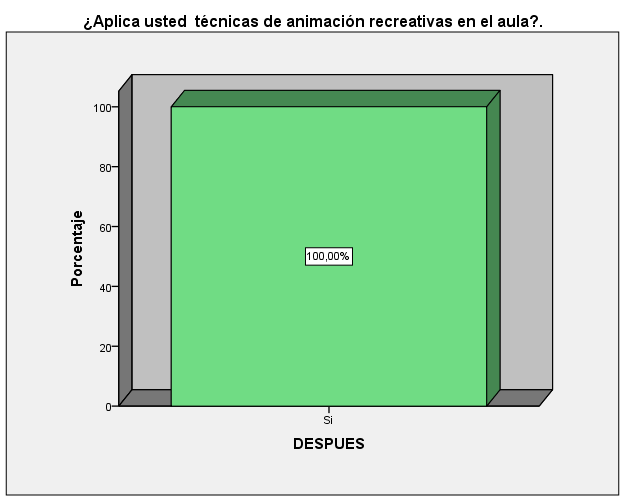 ¿Aplica usted  técnicas de animación recreativas en el aula?.
100
80
60
40
20
0
Porcentaje
100,00%
Si
DESPUES